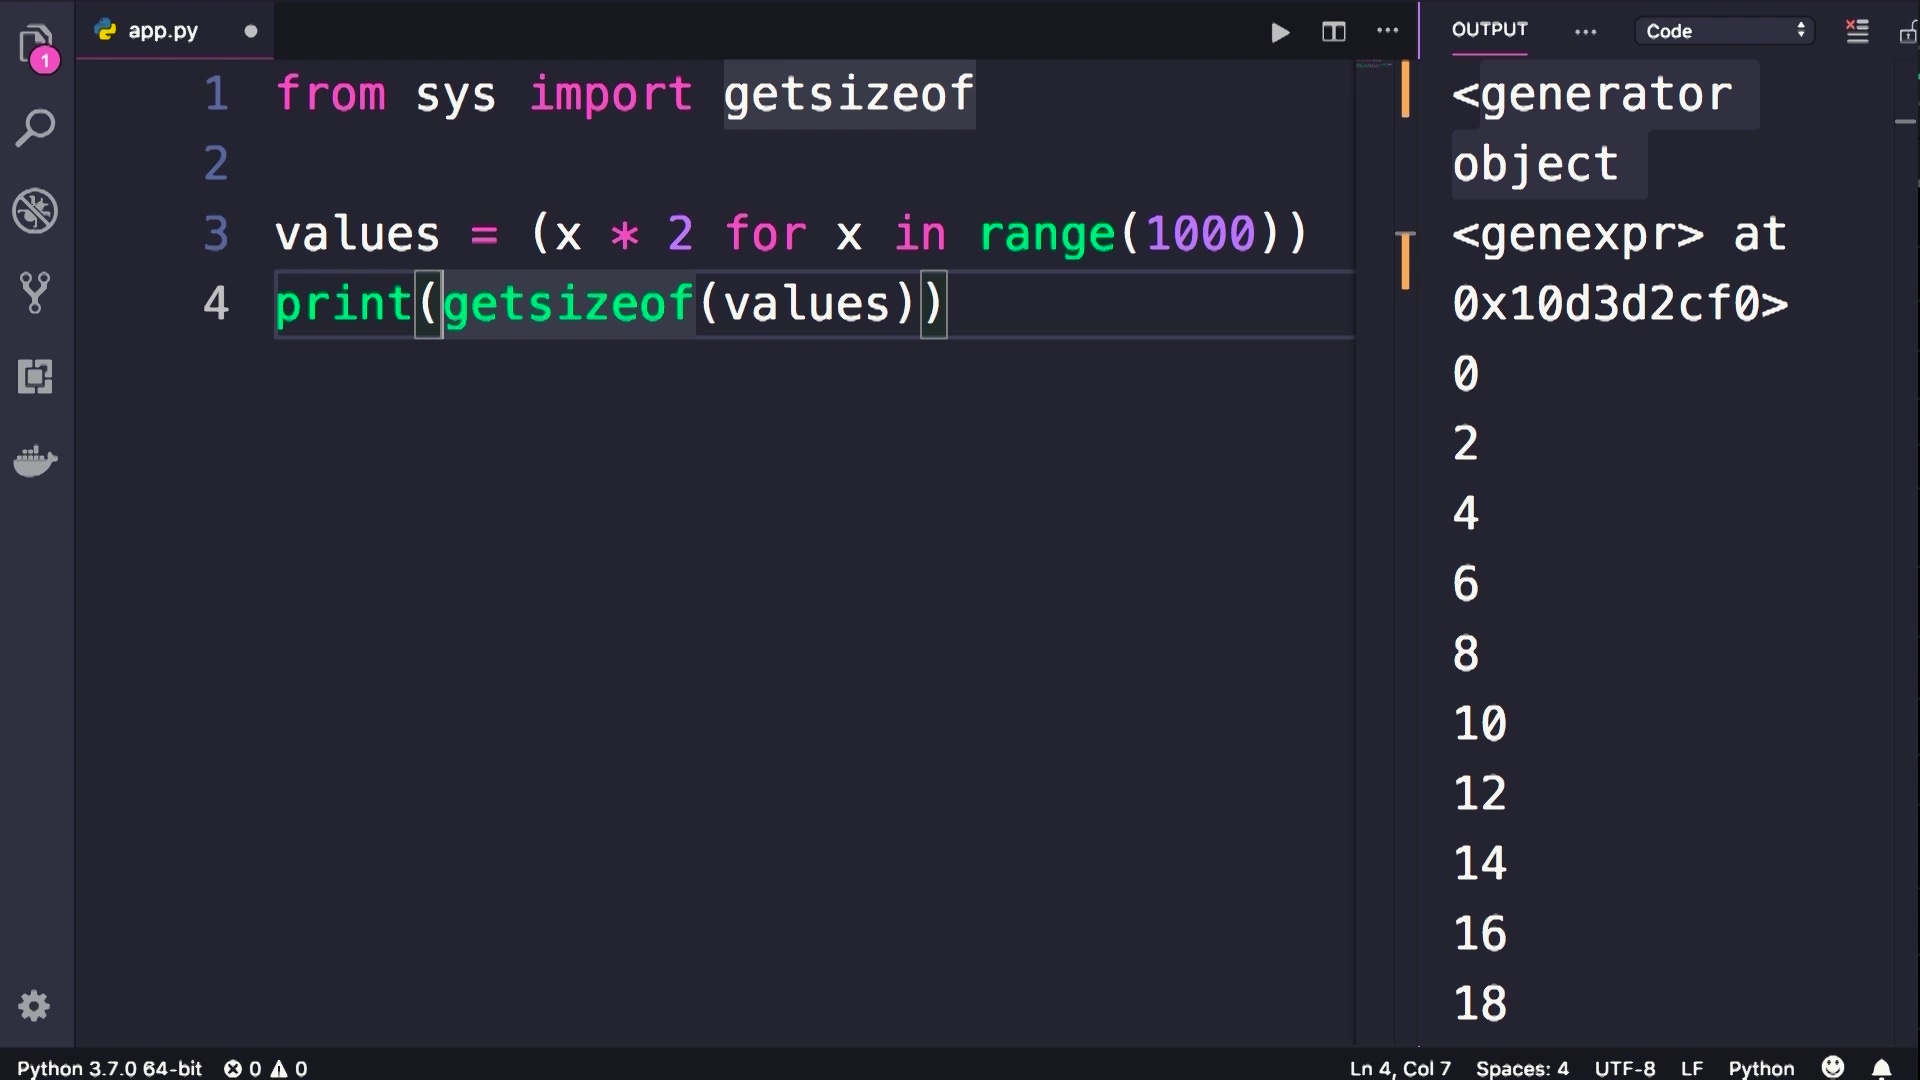 app.py
1
1 from sys import getsizeof
2
3 values = (x * 2 for x in range(1000))
4 print(getsizeof(values))
OUTPUT
Code
<generator
object
<genexpr> at
0x10d3d2cf0>
0
2
4
6
8
10
12
14
16
18
Python 3.7.0 64-bit 0 0
Ln 4, Col 7 Spaces: 4 UTF-8 LF Python